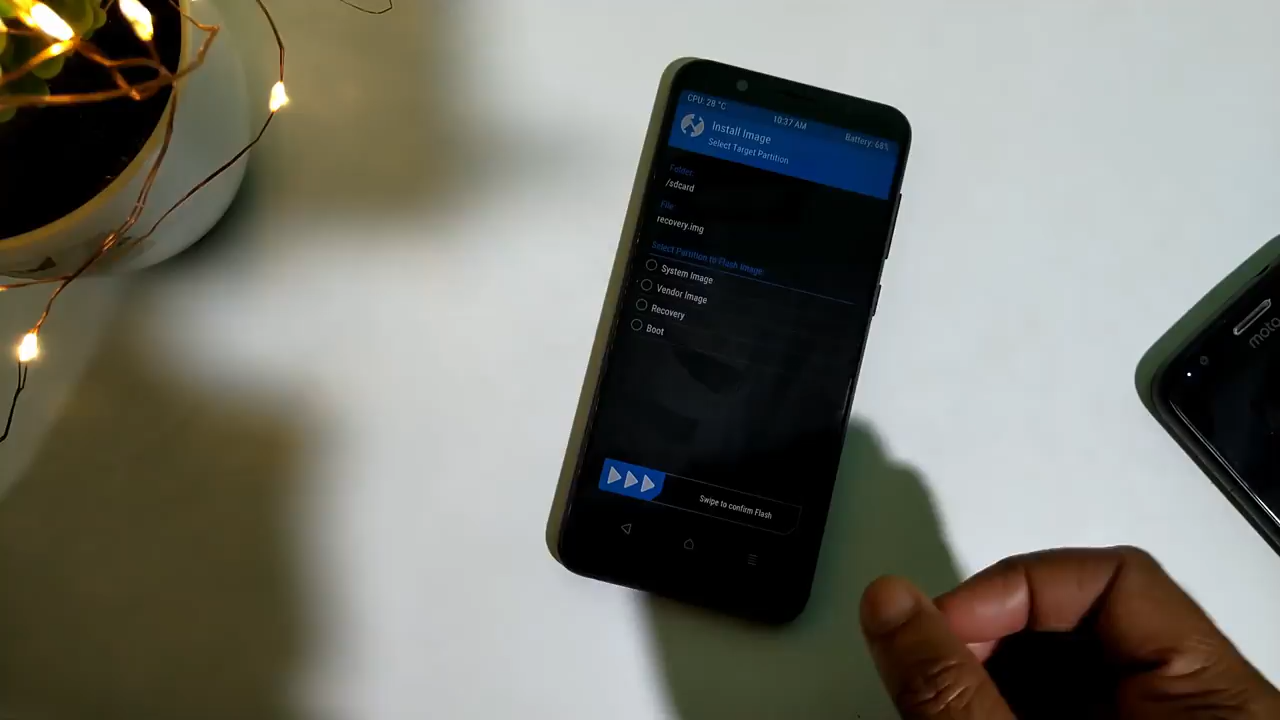 CPU: 28 °C
10:37 AM
Battery: 68%
Install Image
Select Target Partition
Folder:
/sdcard
File:
recovery.img
Select Partition to Flash Image:
System Image
Vendor Image
Recovery
Boot
Swipe to confirm Flash
moto